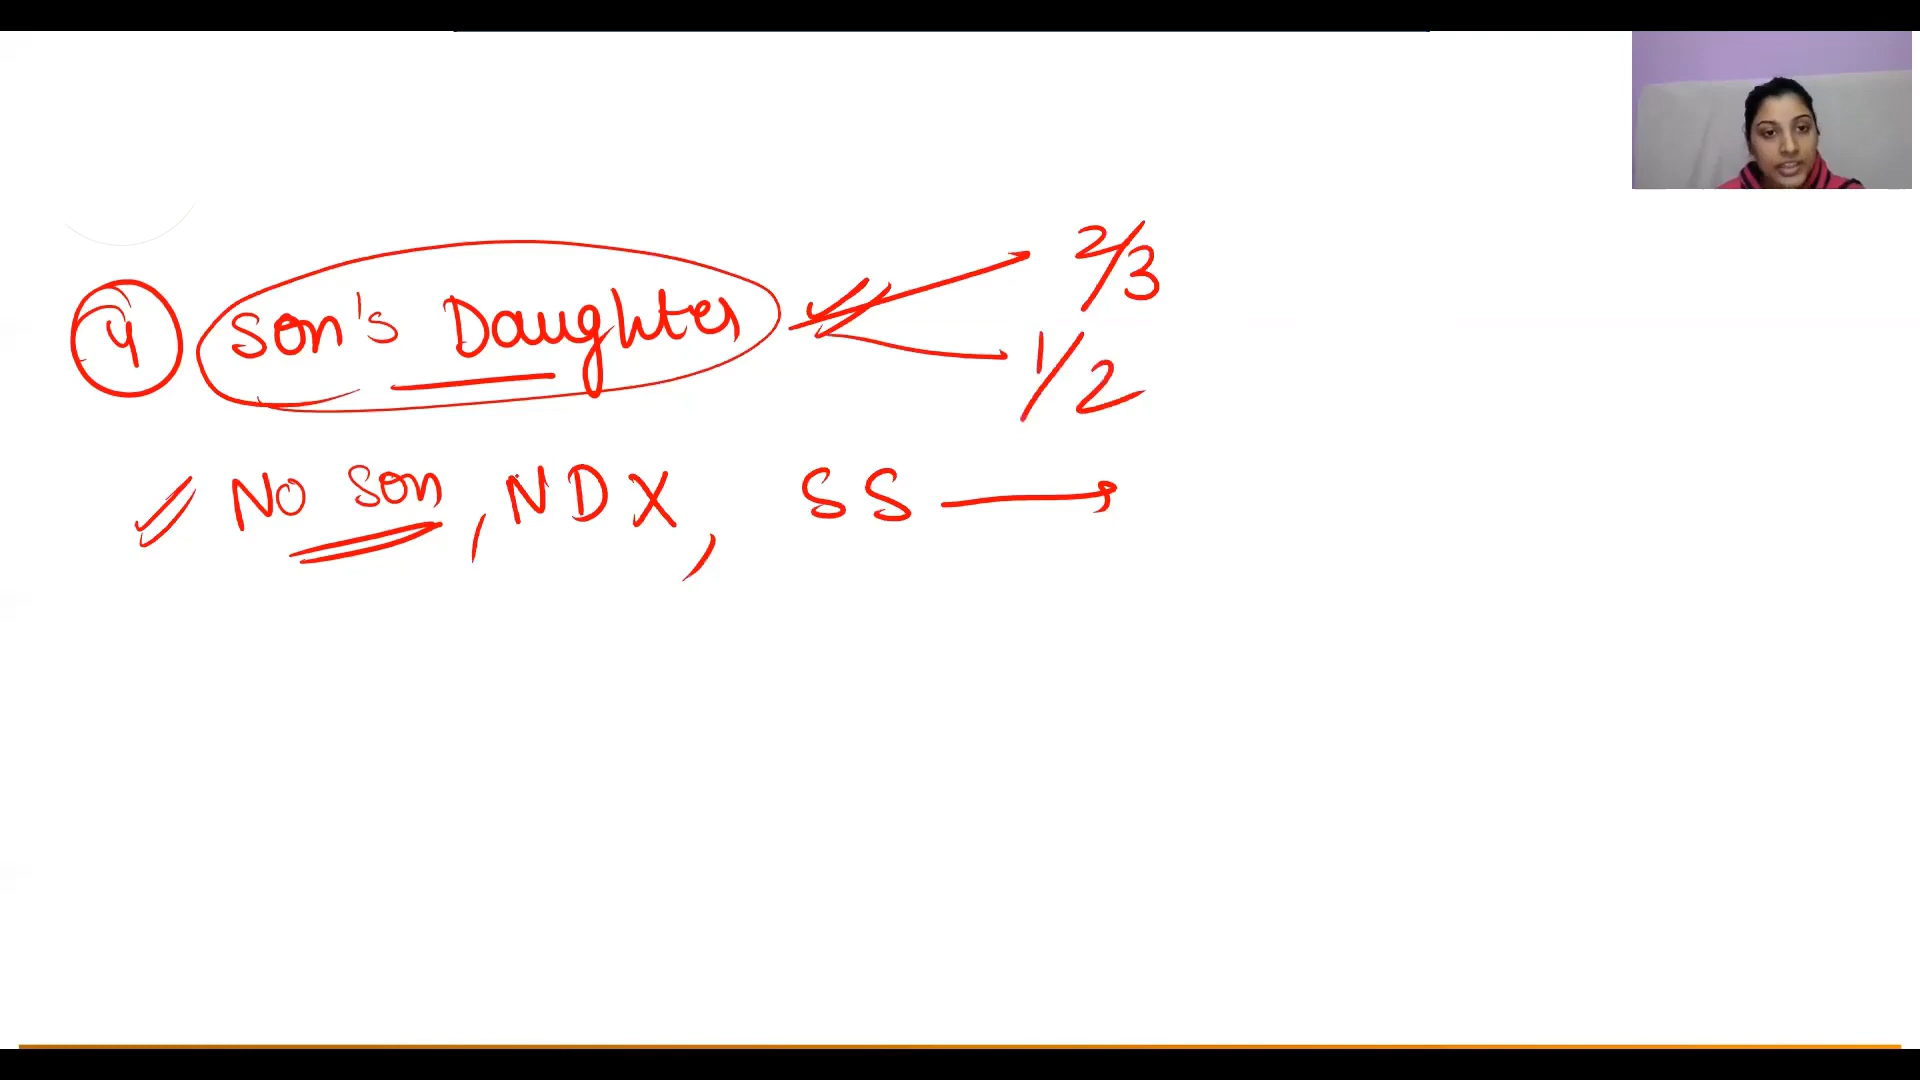 4 Son's Daughter 2/3
1/2
No son, NDX, SS →